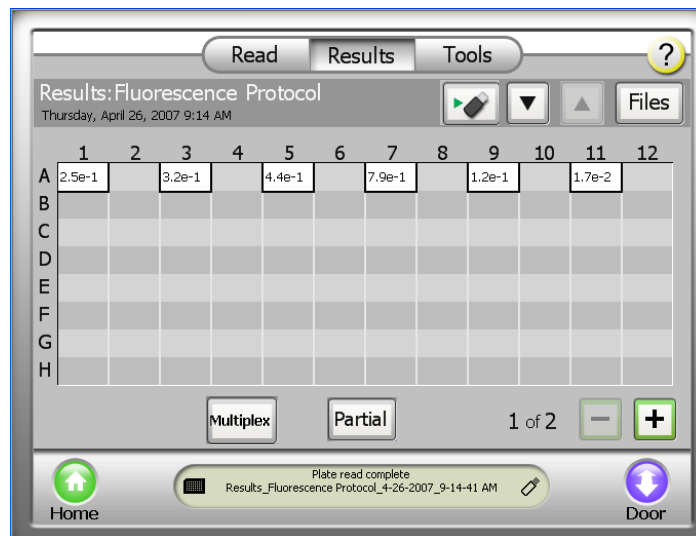 Read Results Tools ?
Results:Fluorescence Protocol
Thursday, April 26, 2007 9:14 AM
Files
1 2 3 4 5 6 7 8 9 10 11 12
A 2.5e-1 3.2e-1 4.4e-1 7.9e-1 1.2e-1 1.7e-2
B
C
D
E
F
G
H
Multiplex Partial 1 of 2 − +
Plate read complete
Results_Fluorescence Protocol_4-26-2007_9-14-41 AM
Home Door